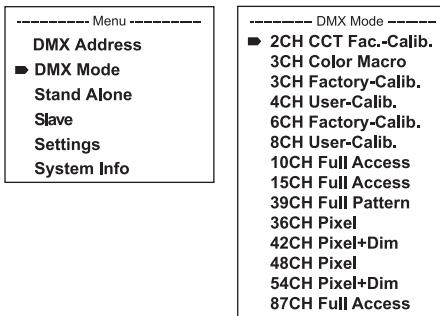 Menu
DMX Address
DMX Mode
Stand Alone
Slave
Settings
System Info
DMX Mode
2CH CCT Fac.-Calib.
3CH Color Macro
3CH Factory-Calib.
4CH User-Calib.
6CH Factory-Calib.
8CH User-Calib.
10CH Full Access
15CH Full Access
39CH Full Pattern
36CH Pixel
42CH Pixel+Dim
48CH Pixel
54CH Pixel+Dim
87CH Full Access